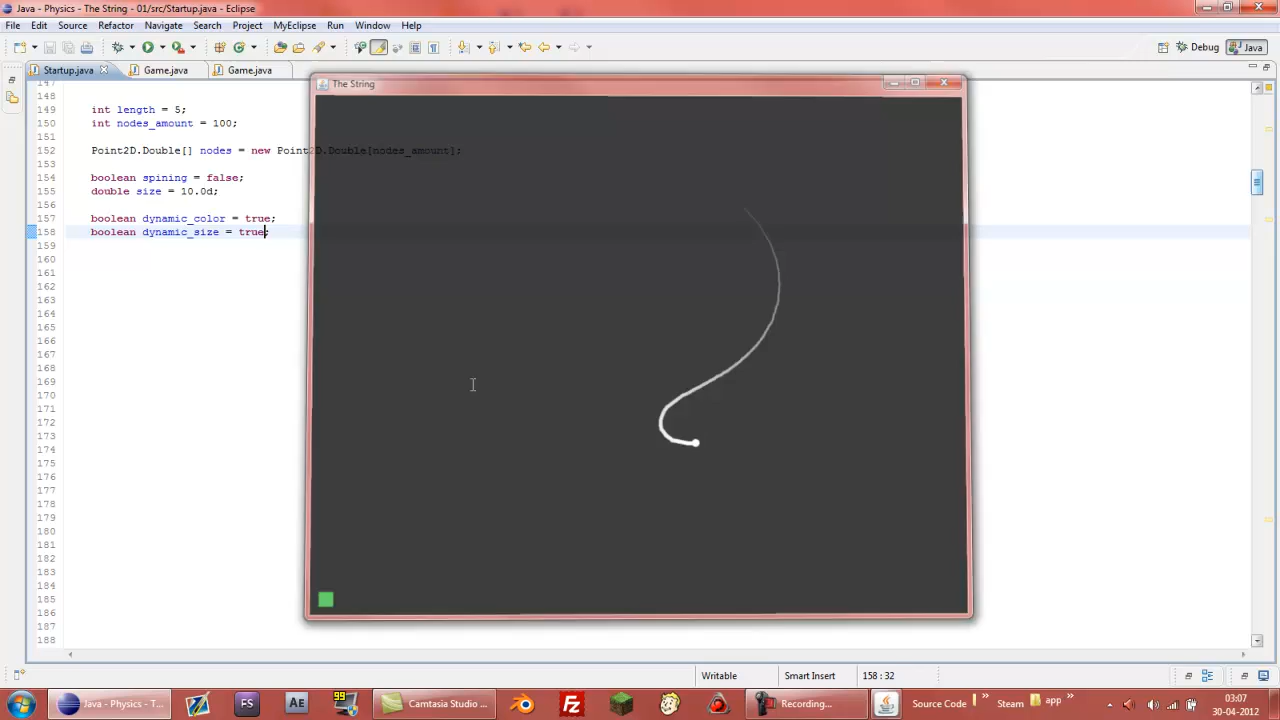 Java - Physics - The String - 01/src/Startup.java - Eclipse
File Edit Source Refactor Navigate Search Project MyEclipse Run Window Help
Debug Java
Startup.java Game.java Game.java
The String
147
148
149 int length = 5;
150 int nodes_amount = 100;
151
152 Point2D.Double[] nodes = new Point2D.Double[nodes_amount];
153
154 boolean spining = false;
155 double size = 10.0d;
156
157 boolean dynamic_color = true;
158 boolean dynamic_size = true;
159
160
161
162
163
164
165
166
167
168
169
170
171
172
173
174
175
176
177
178
179
180
181
182
183
184
185
186
187
188
Writable Smart Insert 158 : 32
Java - Physics - T... FS Ae 99 Camtasia Studio ... Fz Recording... Source Code » Steam app » 03:07
30-04-2012